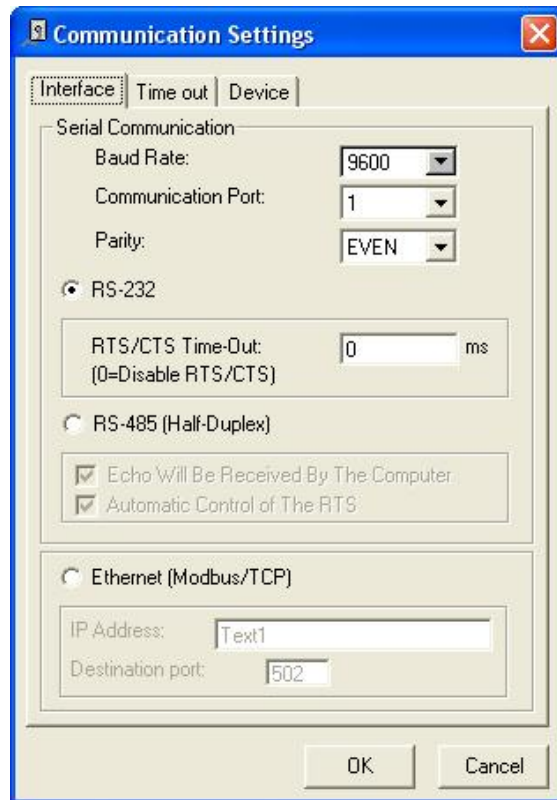 Communication Settings
Interface Time out Device
Serial Communication
Baud Rate: 9600
Communication Port: 1
Parity: EVEN
RS-232
RTS/CTS Time-Out: 0 ms
(0=Disable RTS/CTS)
RS-485 (Half-Duplex)
Echo Will Be Received By The Computer
Automatic Control of The RTS
Ethernet (Modbus/TCP)
IP Address: Text1
Destination port: 502
OK Cancel